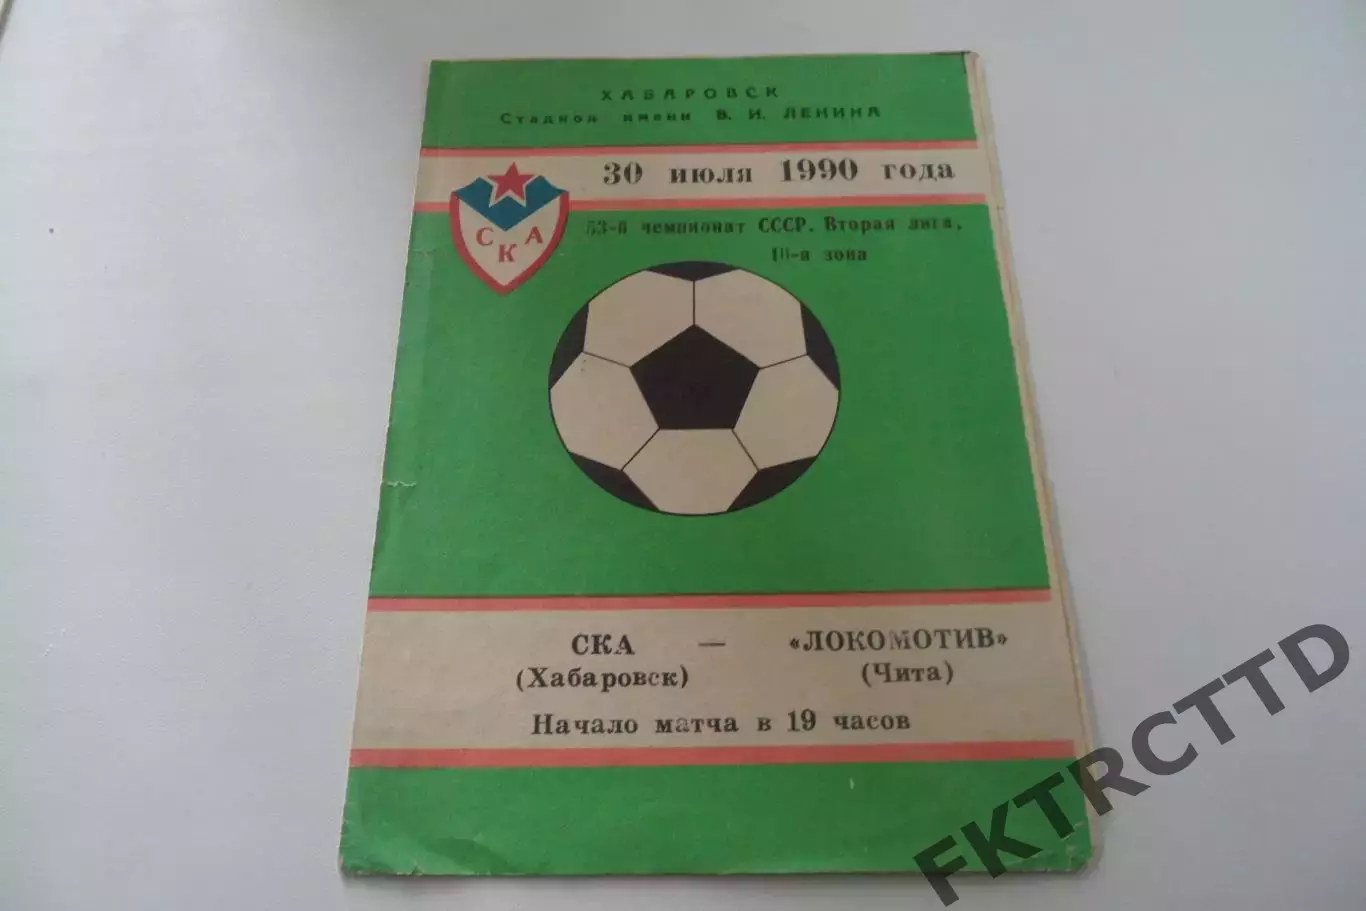 ХАБАРОВСК
Стадион имени В. И. ЛЕНИНА
30 июля 1990 года
СКА
53-й чемпионат СССР. Вторая лига,
10-я зона
СКА — «ЛОКОМОТИВ»
(Хабаровск) (Чита)
Начало матча в 19 часов
FKTRCTTD